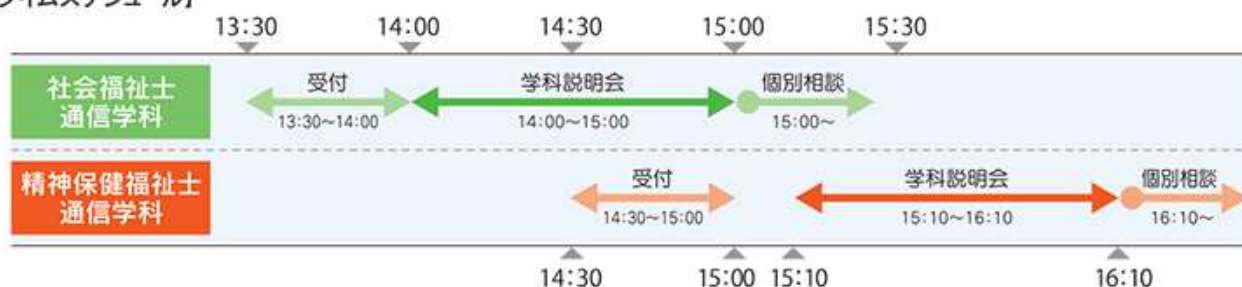 イムスケジュール】
13:30 14:00 14:30 15:00 15:30
社会福祉士
通信学科
受付
13:30〜14:00
学科説明会
14:00〜15:00
個別相談
15:00〜
精神保健福祉士
通信学科
受付
14:30〜15:00
学科説明会
15:10〜16:10
個別相談
16:10〜
14:30 15:00 15:10 16:10